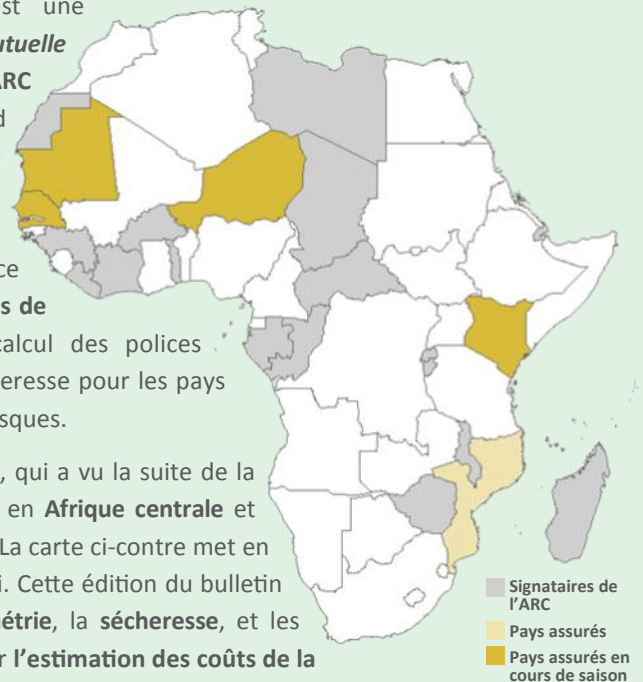 est une
utuelle
ARC
d
ce
s de
calcul des polices
eresse pour les pays
isques.
, qui a vu la suite de la
en Afrique centrale et
La carte ci-contre met en
i. Cette édition du bulletin
étrie, la sécheresse, et les
r l'estimation des coûts de la
Signataires de
l'ARC
Pays assurés
Pays assurés en
cours de saison